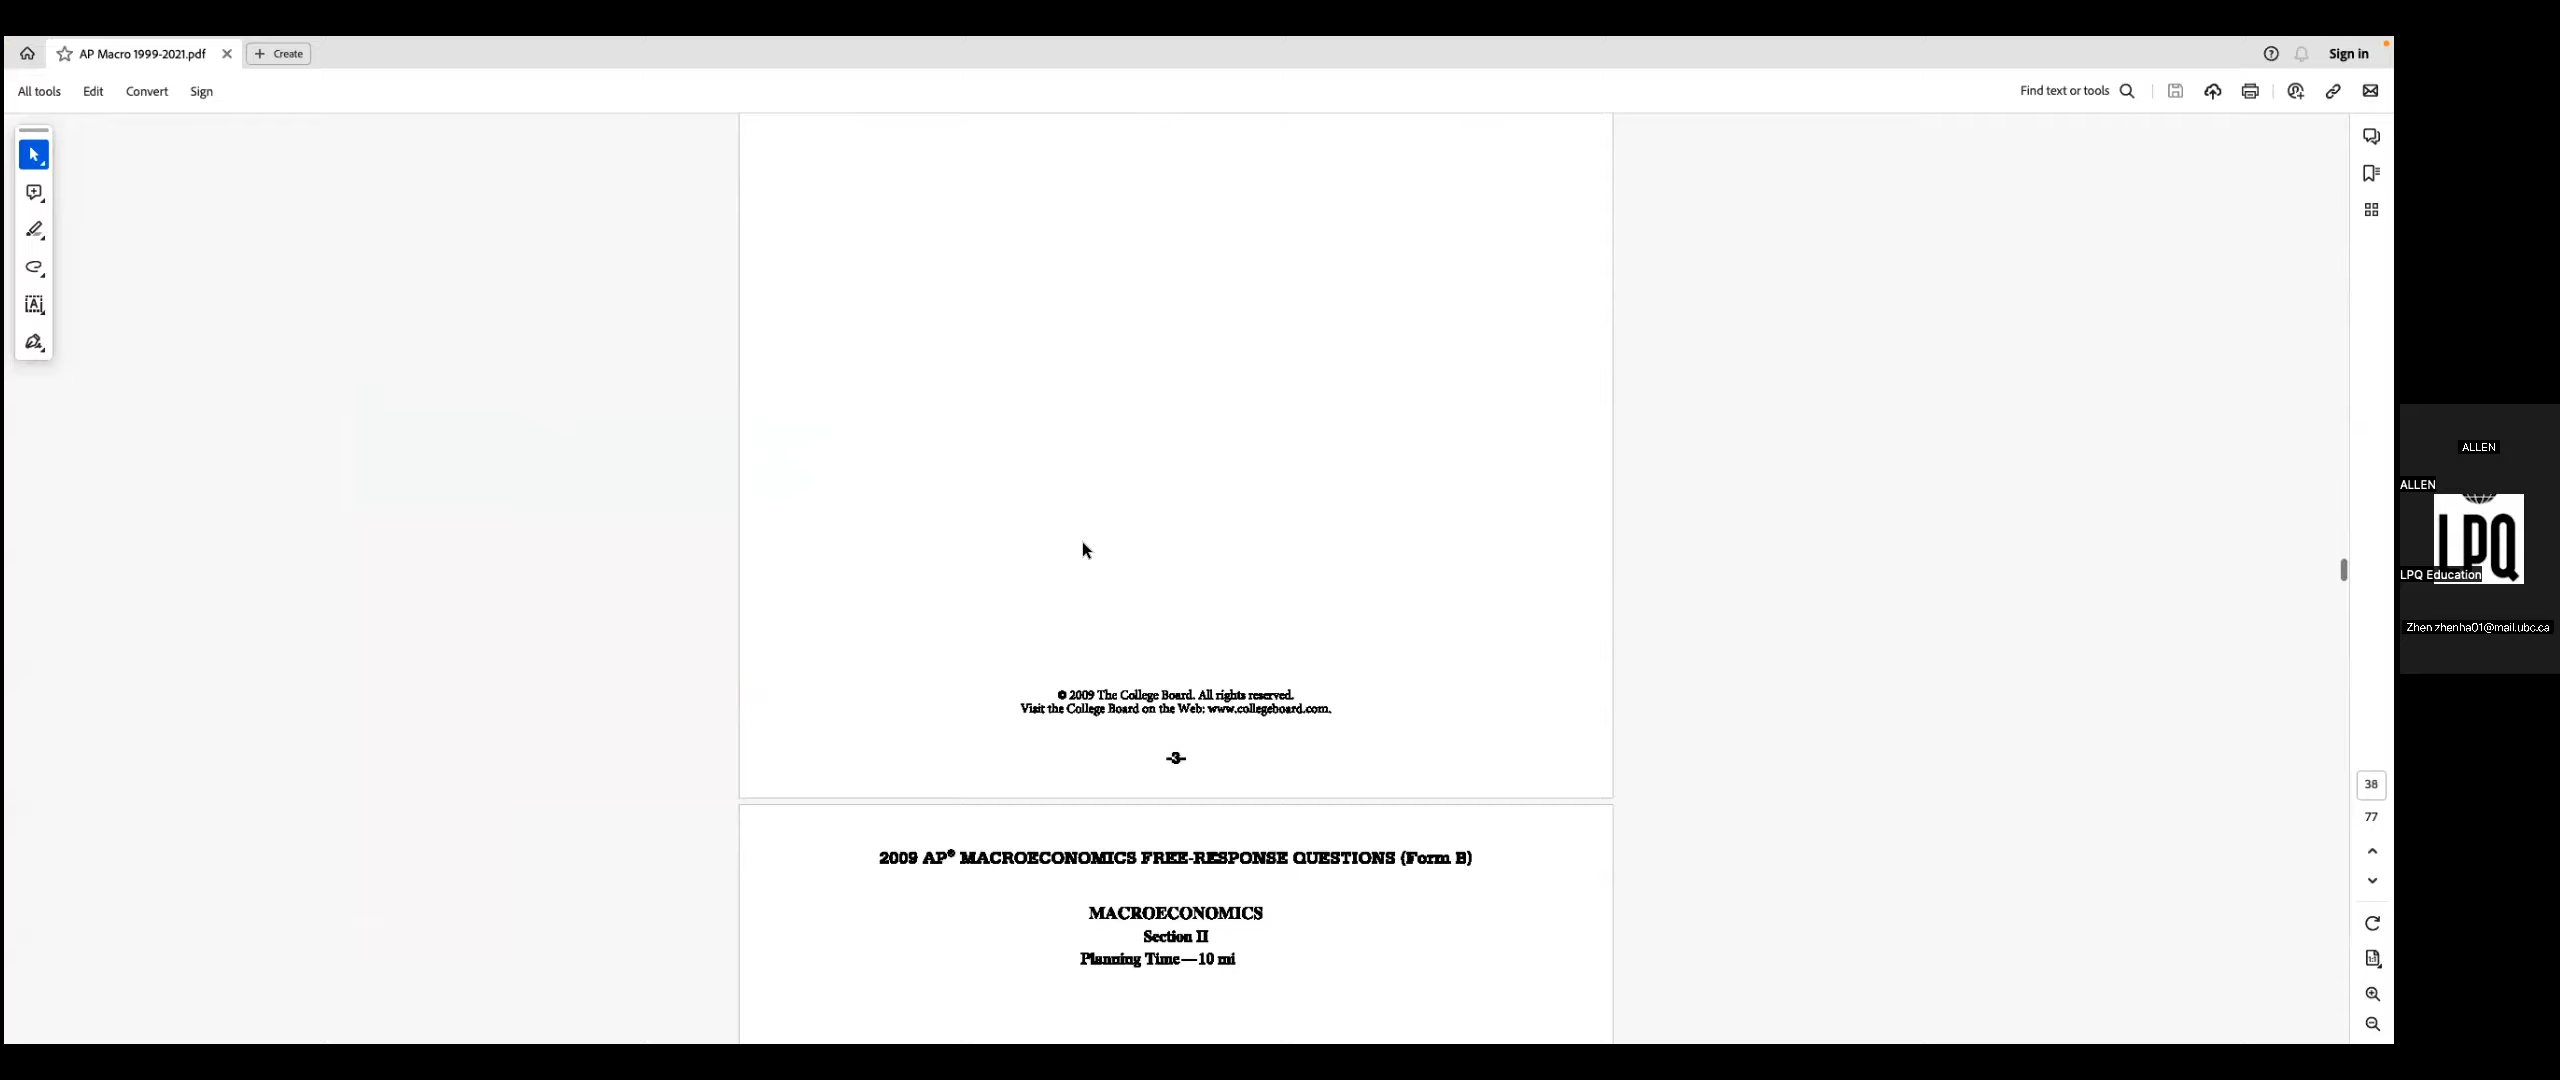 AP Macro 1999-2021.pdf
Create
Sign in
All tools
Edit
Convert
Sign
Find text or tools
© 2009 The College Board. All rights reserved.
Visit the College Board on the Web: www.collegeboard.com.
-3-
2009 AP® MACROECONOMICS FREE-RESPONSE QUESTIONS (Form B)
MACROECONOMICS
Section II
Planning Time—10 mi
38
77
ALLEN
ALLEN
LPQ
LPQ Education
Zhen zhenha01@mail.ubc.ca